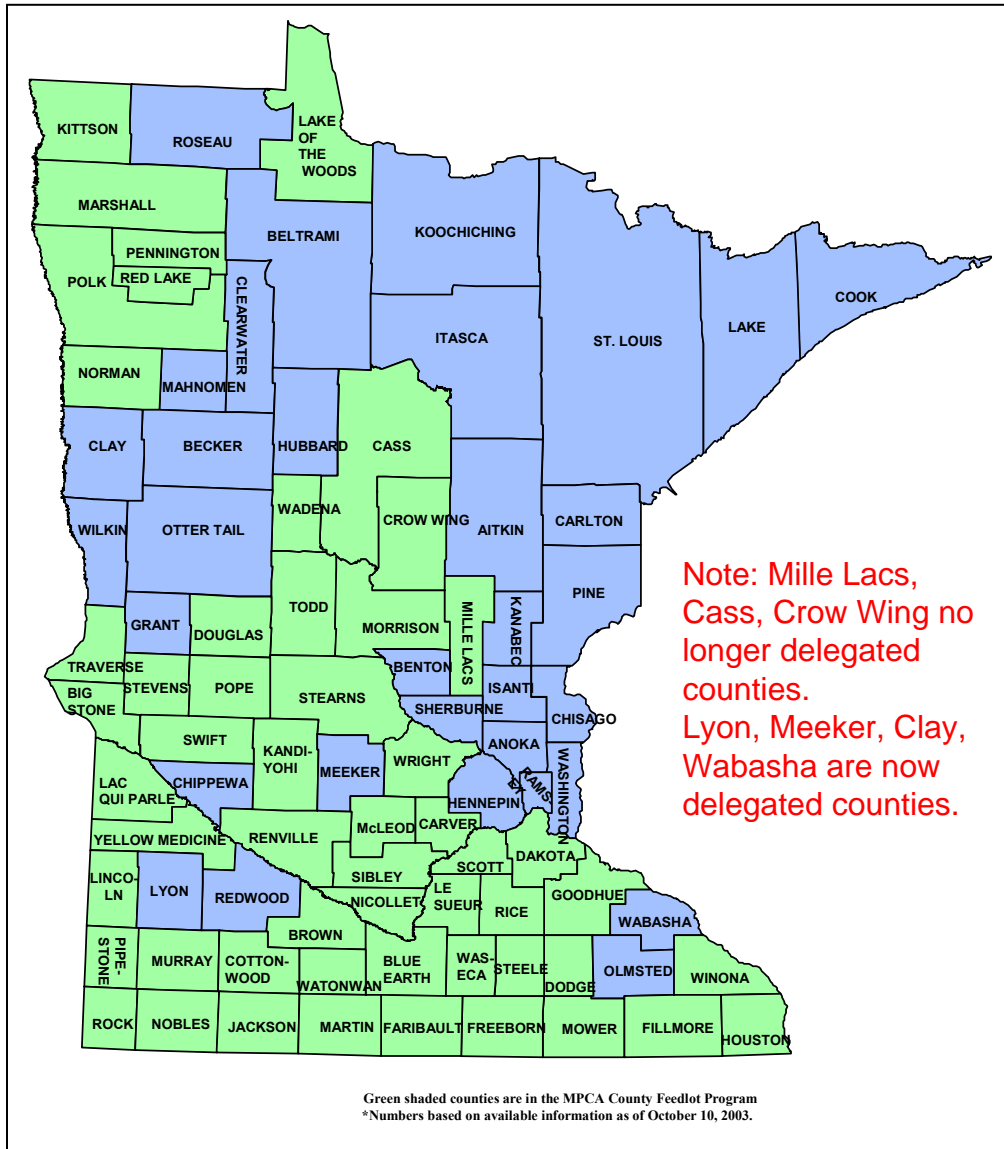 KITTSON
ROSEAU
LAKE
OF
THE
WOODS
MARSHALL
BELTRAMI
KOOCHICHING
PENNINGTON
POLK
RED LAKE
CLEARWATER
COOK
ITASCA
ST. LOUIS
LAKE
NORMAN
MAHNOMEN
CLAY
BECKER
HUBBARD
CASS
WADENA
CROW WING
AITKIN
CARLTON
WILKIN
OTTER TAIL
PINE
TODD
MORRISON
MILLE LACS
KANABEC
GRANT
DOUGLAS
BENTON
TRAVERSE
STEVENS
POPE
STEARNS
ISANTI
BIG
STONE
SHERBURNE
CHISAGO
SWIFT
KANDI-
YOHI
MEEKER
WRIGHT
ANOKA
WASHINGTON
LAC
QUI PARLE
CHIPPEWA
HENNEPIN
RAMS-
EY
YELLOW MEDICINE
RENVILLE
McLEOD
CARVER
DAKOTA
SCOTT
LINCO-
LN
LYON
REDWOOD
SIBLEY
NICOLLET
LE
SUEUR
RICE
GOODHUE
WABASHA
BROWN
PIPE-
STONE
MURRAY
COTTON-
WOOD
WATONWAN
BLUE
EARTH
WAS-
ECA
STEELE
DODGE
OLMSTED
WINONA
ROCK
NOBLES
JACKSON
MARTIN
FARIBAULT
FREEBORN
MOWER
FILLMORE
HOUSTON
Note: Mille Lacs,
Cass, Crow Wing no
longer delegated
counties.
Lyon, Meeker, Clay,
Wabasha are now
delegated counties.
Green shaded counties are in the MPCA County Feedlot Program
*Numbers based on available information as of October 10, 2003.